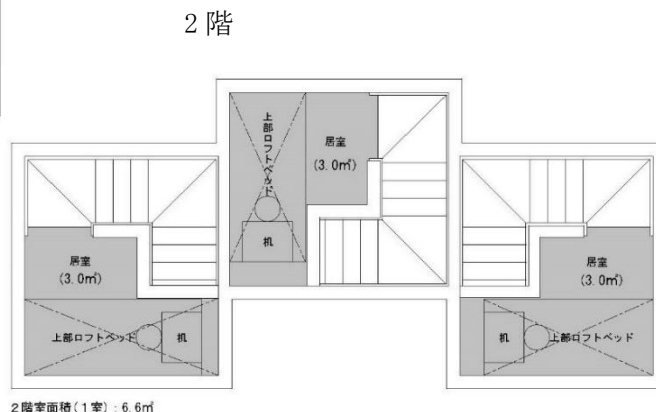 2階
上部ロフトベッド
居室
(3.0㎡)
机
居室
(3.0㎡)
上部ロフトベッド
机
居室
(3.0㎡)
机
上部ロフトベッド
2階室面積(1室):6.6㎡